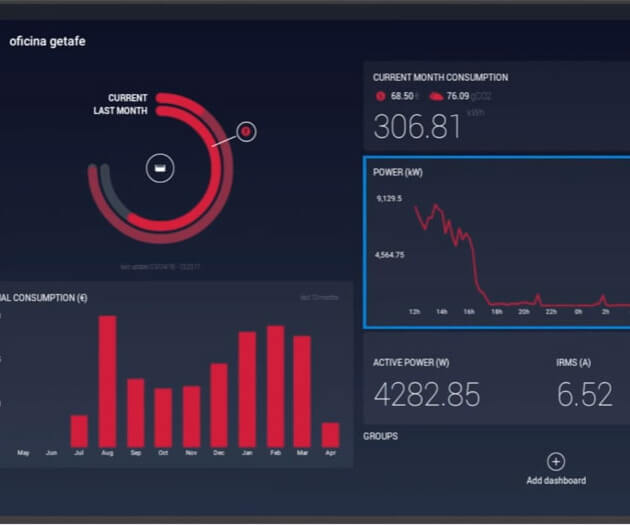 oficina getafe
CURRENT
LAST MONTH
CURRENT MONTH CONSUMPTION
68.50 € 76.09 gCO2
306.81 kWh
POWER (kW)
9,129.5
4,564.75
12h 14h 16h 18h 20h 22h 0h 2h
AL CONSUMPTION (€)
last 12 months
May Jun Jul Aug Sep Oct Nov Dec Jan Feb Mar Apr
ACTIVE POWER (W)
IRMS (A)
4282.85
6.52
GROUPS
Add dashboard